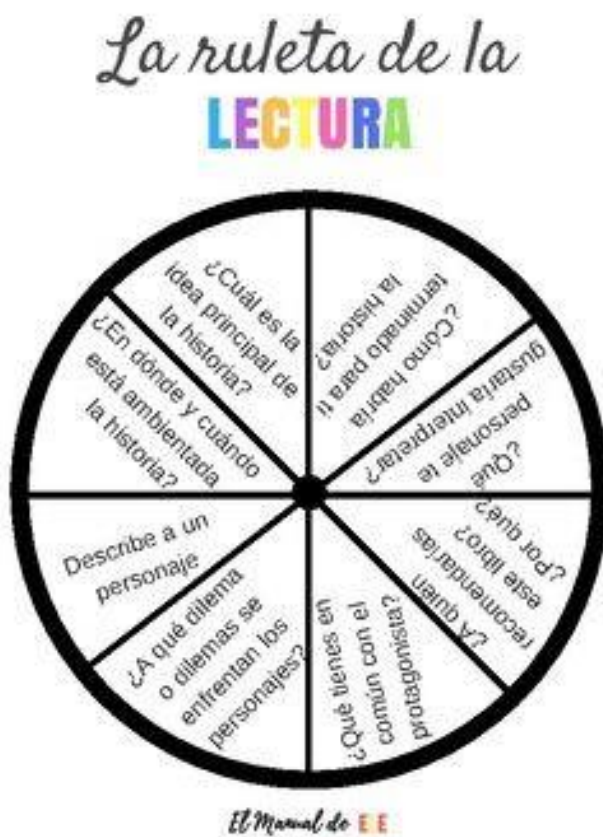 La ruleta de la
LECTURA
¿Cuál es la
idea principal de
la historia?
¿Cómo habría
terminado para ti
la historia?
¿Qué
personaje te
gustaría interpretar?
¿A quién
recomendarías
este libro?
¿Por qué?
¿Qué tienes en
común con el
protagonista?
¿A qué dilema
o dilemas se
enfrentan los
personajes?
Describe a un
personaje
¿En dónde y cuándo
está ambientada
la historia?
El Manual de ELE